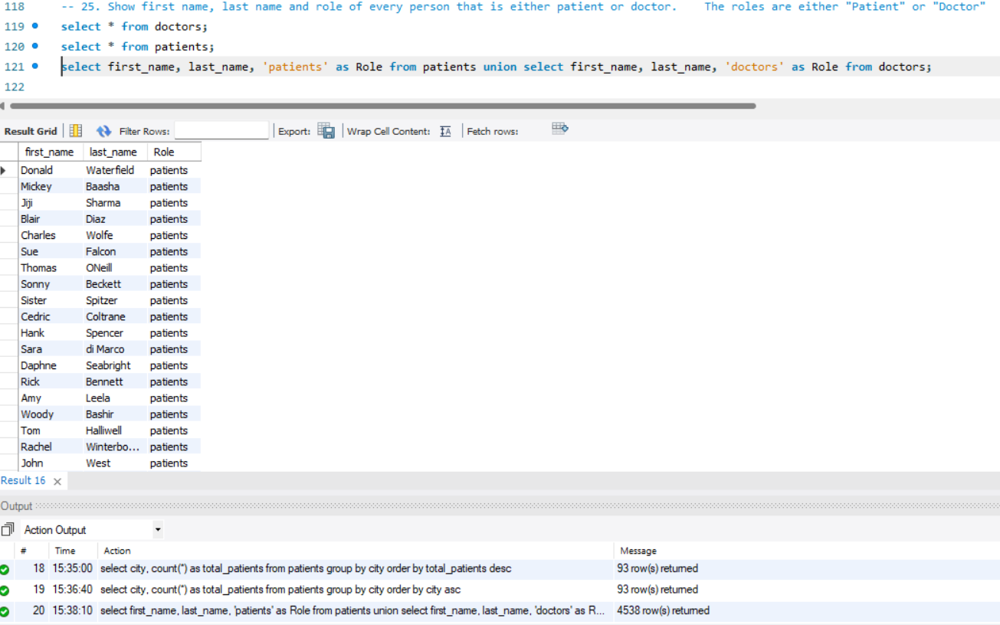 118 -- 25. Show first name, last name and role of every person that is either patient or doctor. The roles are either "Patient" or "Doctor"
119 select * from doctors;
120 select * from patients;
121 select first_name, last_name, 'patients' as Role from patients union select first_name, last_name, 'doctors' as Role from doctors;
122
Result Grid Filter Rows: Export: Wrap Cell Content: IA Fetch rows:
first_name last_name Role
Donald Waterfield patients
Mickey Baasha patients
Jiji Sharma patients
Blair Diaz patients
Charles Wolfe patients
Sue Falcon patients
Thomas ONeill patients
Sonny Beckett patients
Sister Spitzer patients
Cedric Coltrane patients
Hank Spencer patients
Sara di Marco patients
Daphne Seabright patients
Rick Bennett patients
Amy Leela patients
Woody Bashir patients
Tom Halliwell patients
Rachel Winterbo... patients
John West patients
Result 16
Output
Action Output
# Time Action Message
18 15:35:00 select city, count(*) as total_patients from patients group by city order by total_patients desc 93 row(s) returned
19 15:36:40 select city, count(*) as total_patients from patients group by city order by city asc 93 row(s) returned
20 15:38:10 select first_name, last_name, 'patients' as Role from patients union select first_name, last_name, 'doctors' as R... 4538 row(s) returned